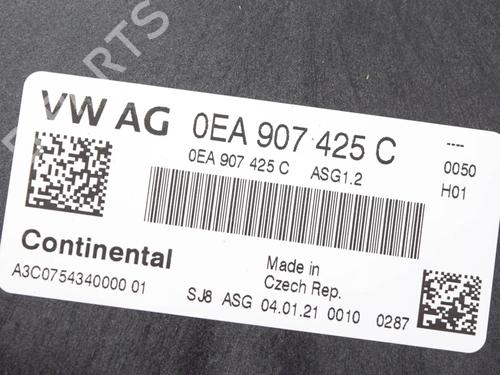 VW AG 0EA 907 425 C ----
0EA 907 425 C ASG1.2 0050
H01
Continental
A3C0754340000 01
Made in
Czech Rep.
SJ8 ASG 04.01.21 0010 0287
PARTS